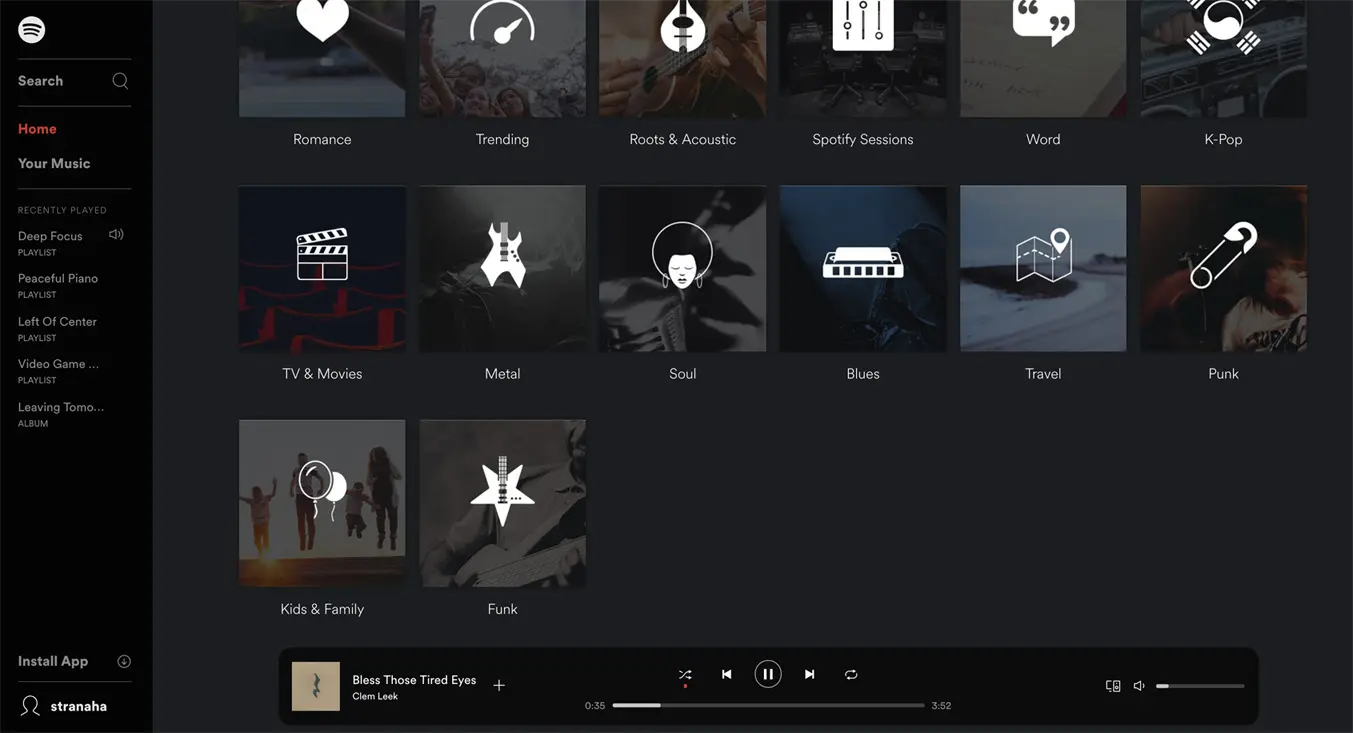 Search
Home
Your Music
RECENTLY PLAYED
Deep Focus
PLAYLIST
Peaceful Piano
PLAYLIST
Left Of Center
PLAYLIST
Video Game ...
PLAYLIST
Leaving Tomo...
ALBUM
Install App
stranaha
Romance
Trending
Roots & Acoustic
Spotify Sessions
Word
K-Pop
TV & Movies
Metal
Soul
Blues
Travel
Punk
Kids & Family
Funk
Bless Those Tired Eyes
Clem Leek
0:35
3:52